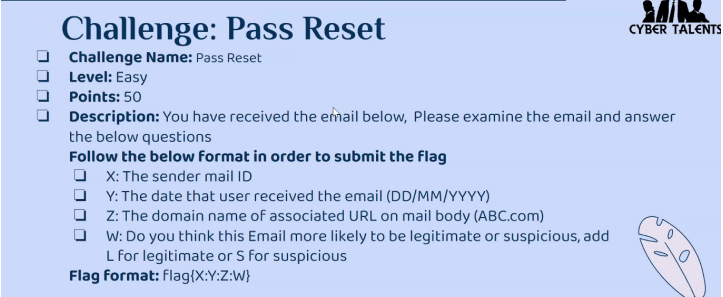 Challenge: Pass Reset
CYBER TALENTS
Challenge Name: Pass Reset
Level: Easy
Points: 50
Description: You have received the email below, Please examine the email and answer
the below questions
Follow the below format in order to submit the flag
X: The sender mail ID
Y: The date that user received the email (DD/MM/YYYY)
Z: The domain name of associated URL on mail body (ABC.com)
W: Do you think this Email more likely to be legitimate or suspicious, add
L for legitimate or S for suspicious
Flag format: flag{X:Y:Z:W}